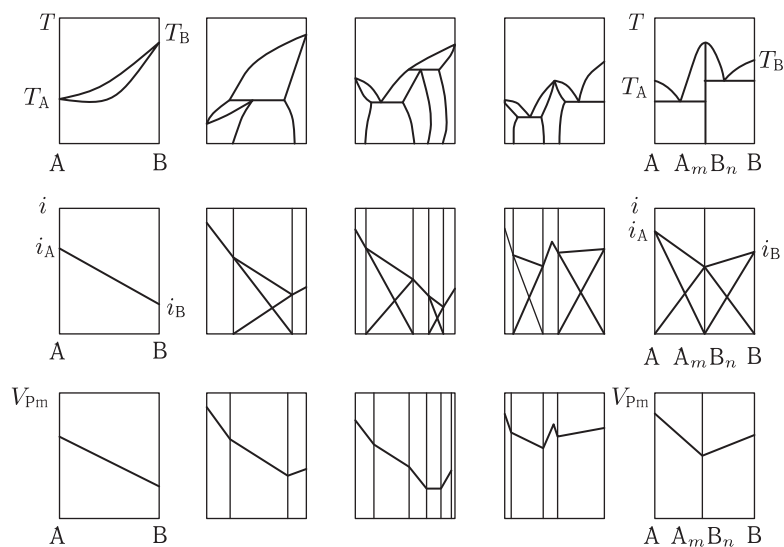 T T_B T
T_B
T_A T_A
A B A A_mB_n B
i i
i_A i_A
i_B i_B
A B A A_mB_n B
V_Pm V_Pm
A B A A_mB_n B